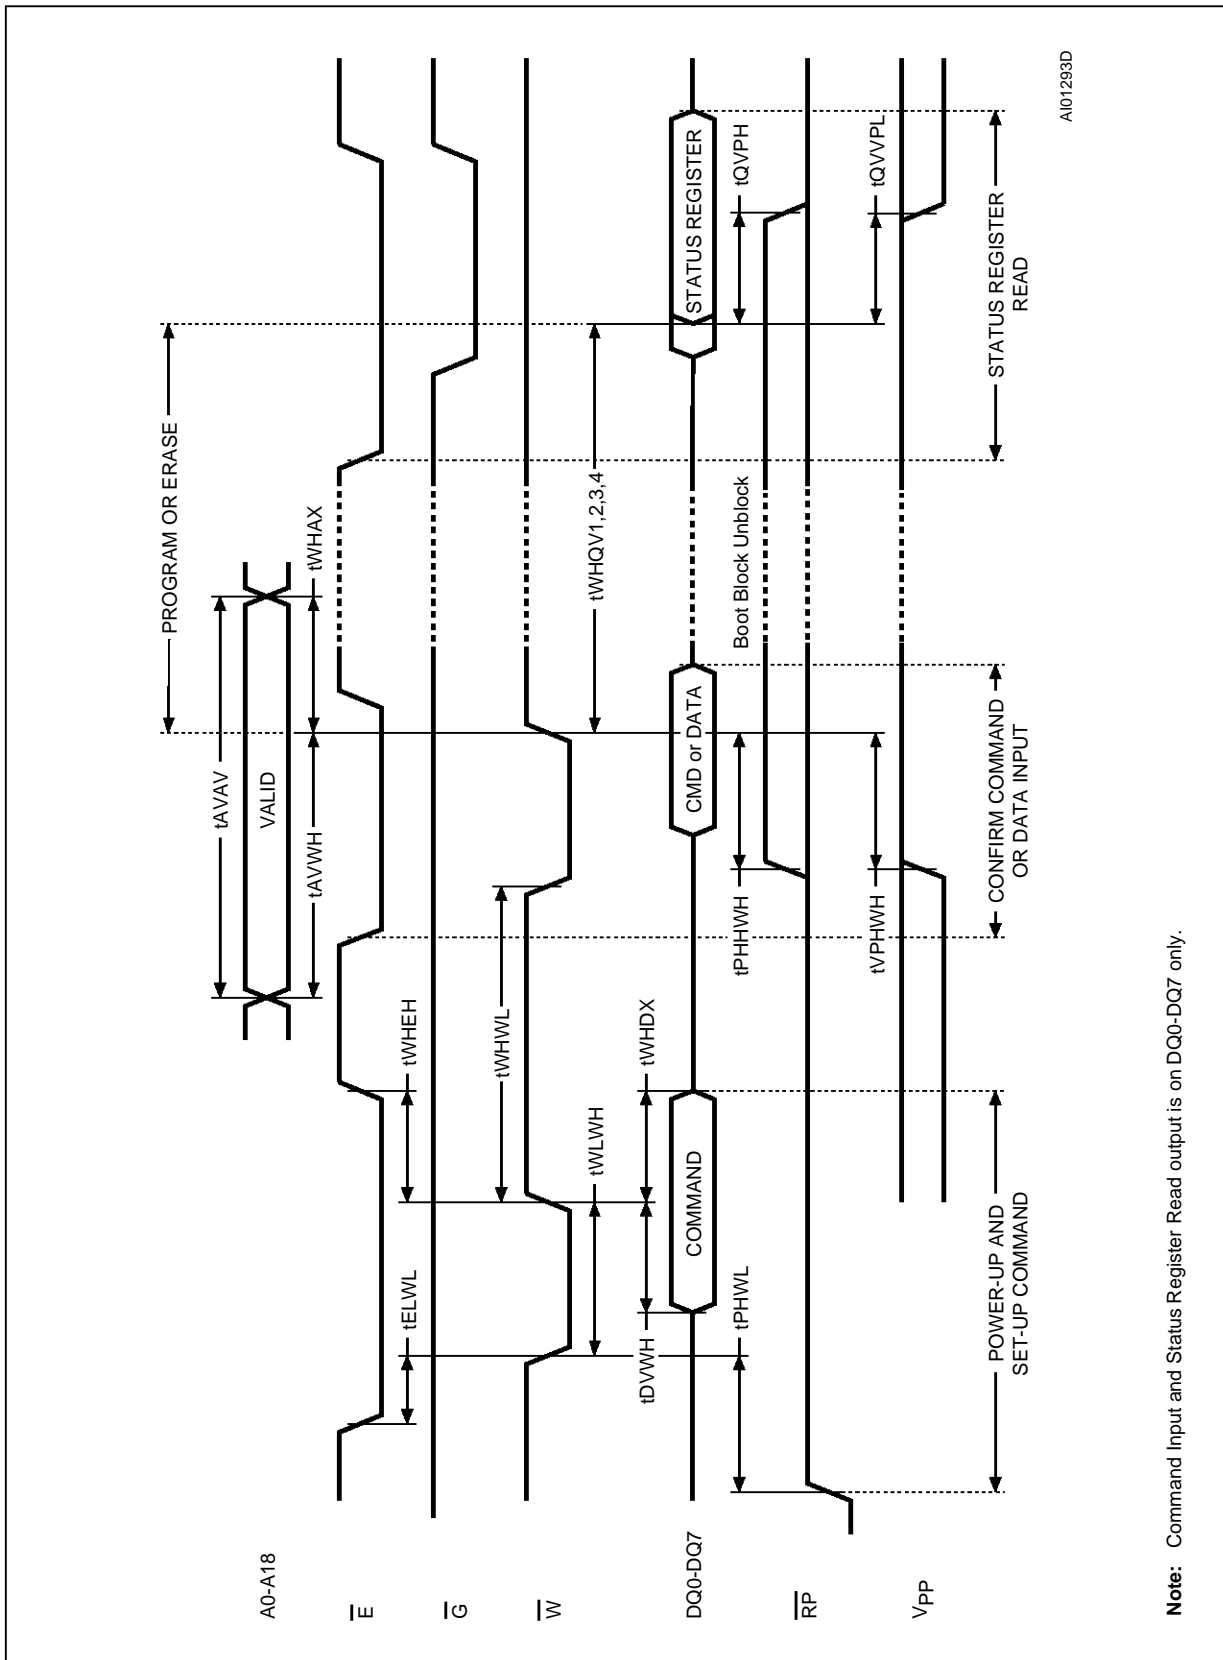 A0-A18
E
G
W
DQ0-DQ7
RP
VPP
PROGRAM OR ERASE
tAVAV
VALID
tAVWH
tWHAX
tELWL
tWHEH
tWHWL
tWLWH
tWHQV1,2,3,4
tDVWH
tWHDX
COMMAND
CMD or DATA
STATUS REGISTER
tPHWL
tPHHWH
Boot Block Unblock
tQVPH
tVPHWH
tQVVPL
POWER-UP AND
SET-UP COMMAND
CONFIRM COMMAND
OR DATA INPUT
STATUS REGISTER
READ
AI01293D
Note: Command Input and Status Register Read output is on DQ0-DQ7 only.